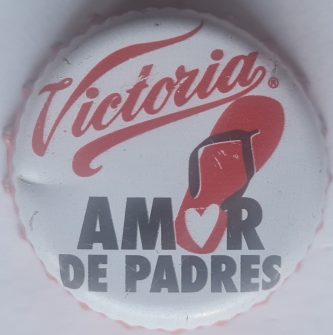 Victoria®
AMOR
DE PADRES